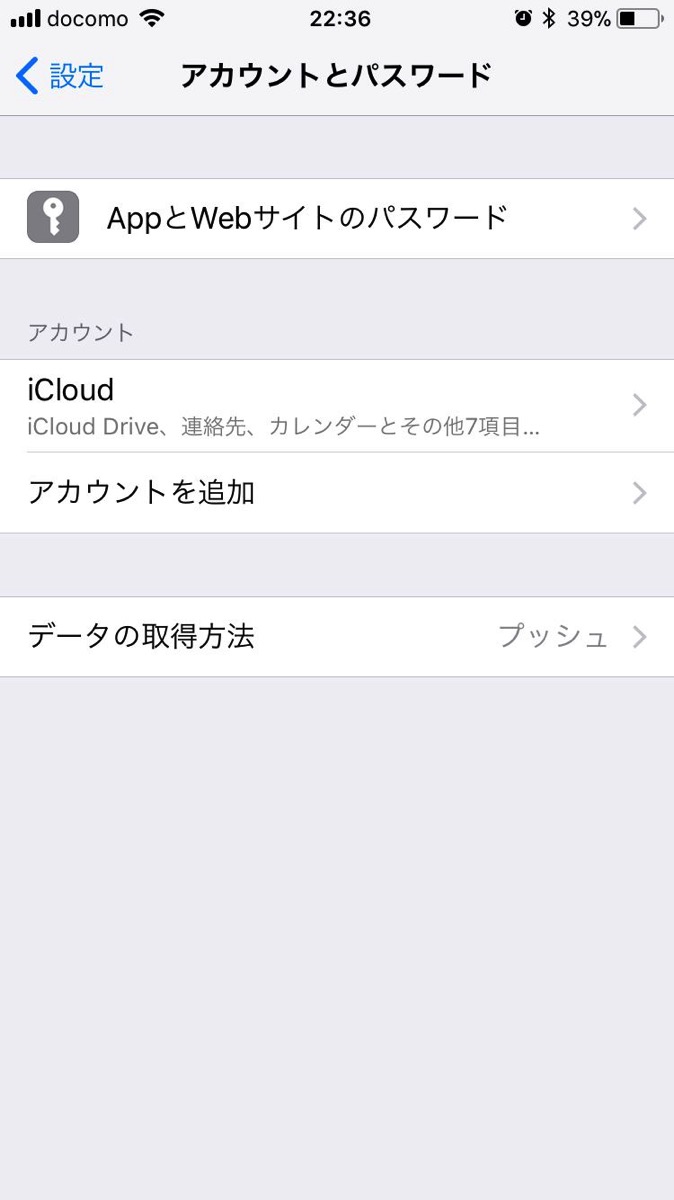 docomo 22:36 39%
設定 アカウントとパスワード
AppとWebサイトのパスワード
アカウント
iCloud
iCloud Drive、連絡先、カレンダーとその他7項目...
アカウントを追加
データの取得方法 プッシュ